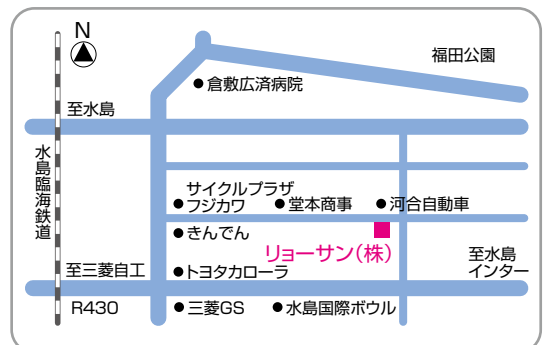 N
福田公園
倉敷広済病院
至水島
水島臨海鉄道
サイクルプラザ
フジカワ
堂本商事
河合自動車
きんでん
リョーサン(株)
至水島
インター
至三菱自工
トヨタカローラ
R430
三菱GS
水島国際ボウル